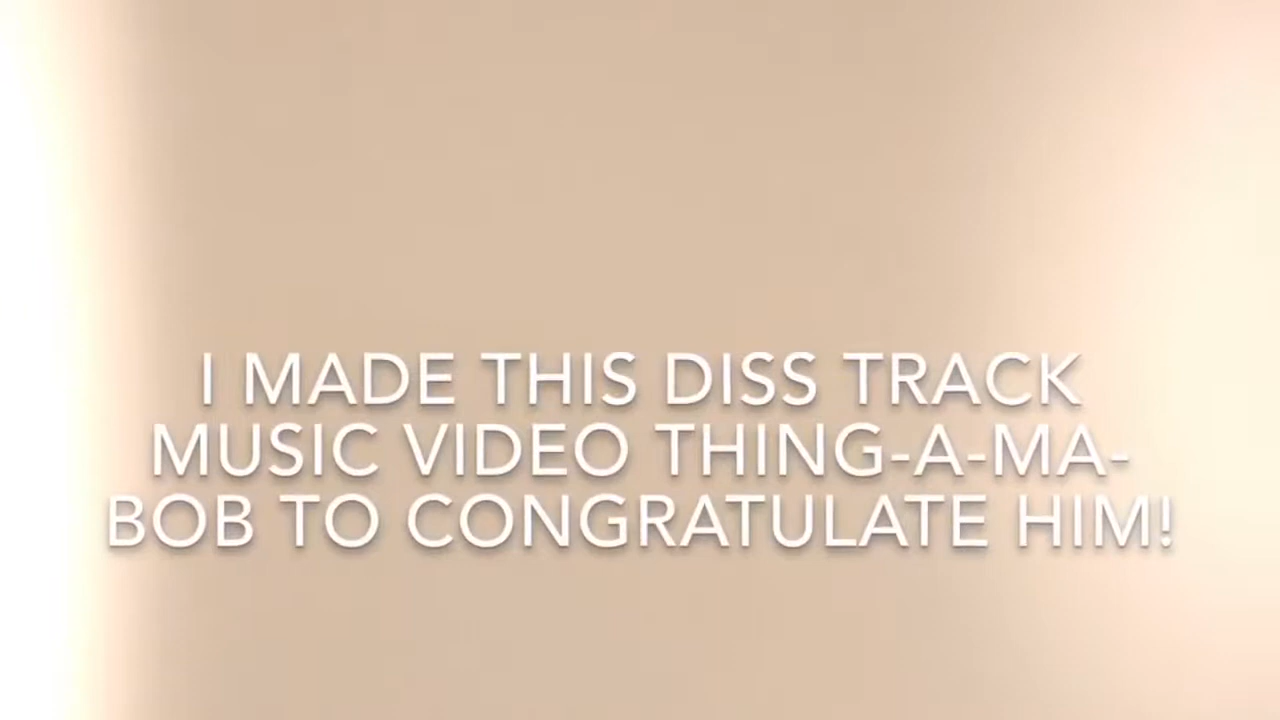 I MADE THIS DISS TRACK
MUSIC VIDEO THING-A-MA-
BOB TO CONGRATULATE HIM!